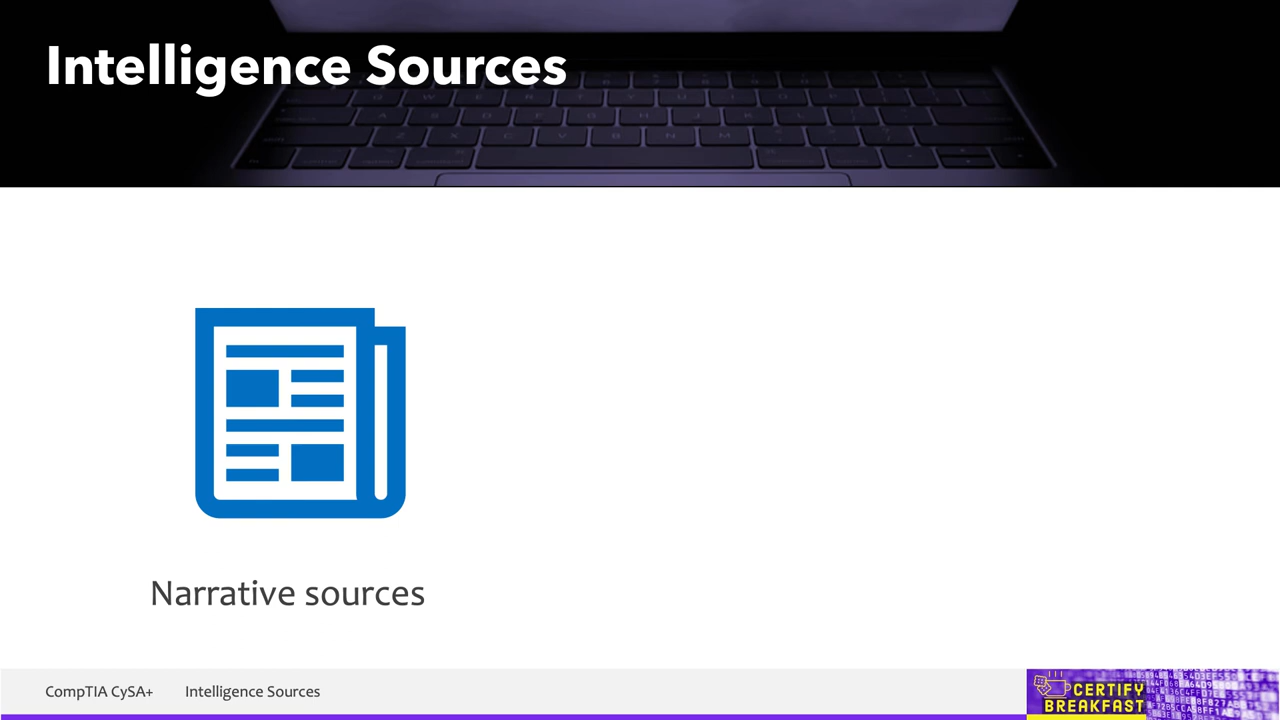 Intelligence Sources
Narrative sources
CompTIA CySA+
Intelligence Sources
CERTIFY
BREAKFAST